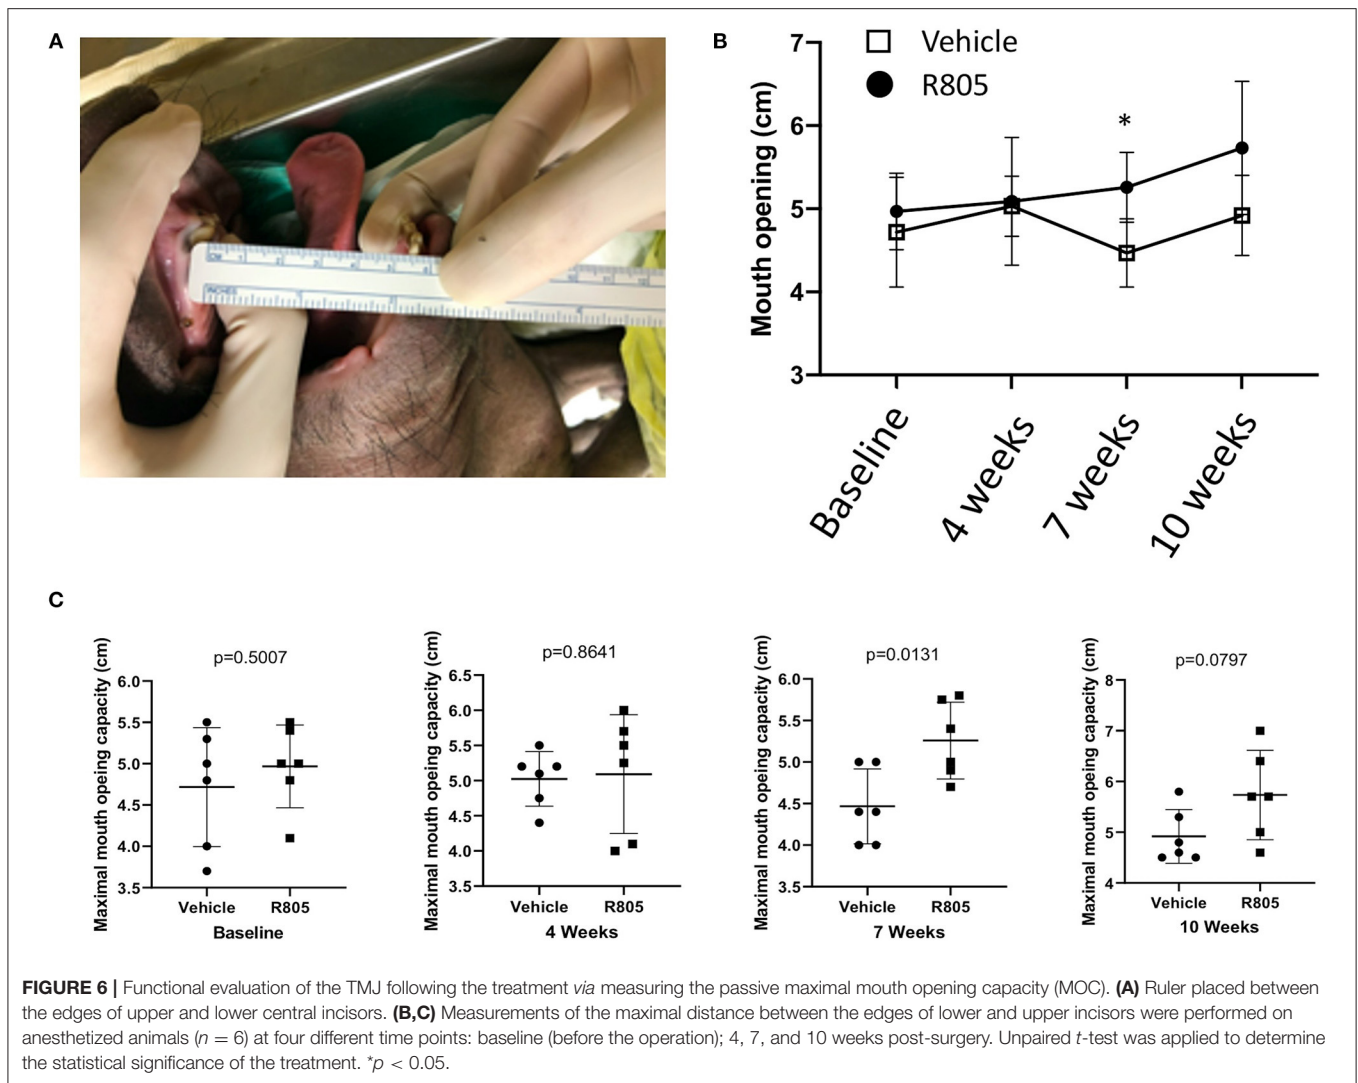 A
CM 1 2 3 4
INCHES
B
Vehicle
R805
Mouth opening (cm)
7
6
5
4
3
*
Baseline
4 weeks
7 weeks
10 weeks
C
Maximal mouth opeing capacity (cm)
p=0.5007
6.0
5.5
5.0
4.5
4.0
3.5
Vehicle R805
Baseline
Maximal mouth opeing capacity (cm)
p=0.8641
6.5
6.0
5.5
5.0
4.5
4.0
3.5
Vehicle R805
4 Weeks
Maximal mouth opeing capacity (cm)
p=0.0131
6.0
5.5
5.0
4.5
4.0
3.5
Vehicle R805
7 Weeks
Maximal mouth opeing capacity (cm)
p=0.0797
8
7
6
5
4
Vehicle R805
10 Weeks
FIGURE 6 | Functional evaluation of the TMJ following the treatment via measuring the passive maximal mouth opening capacity (MOC). (A) Ruler placed between
the edges of upper and lower central incisors. (B,C) Measurements of the maximal distance between the edges of lower and upper incisors were performed on
anesthetized animals (n = 6) at four different time points: baseline (before the operation); 4, 7, and 10 weeks post-surgery. Unpaired t-test was applied to determine
the statistical significance of the treatment. *p < 0.05.